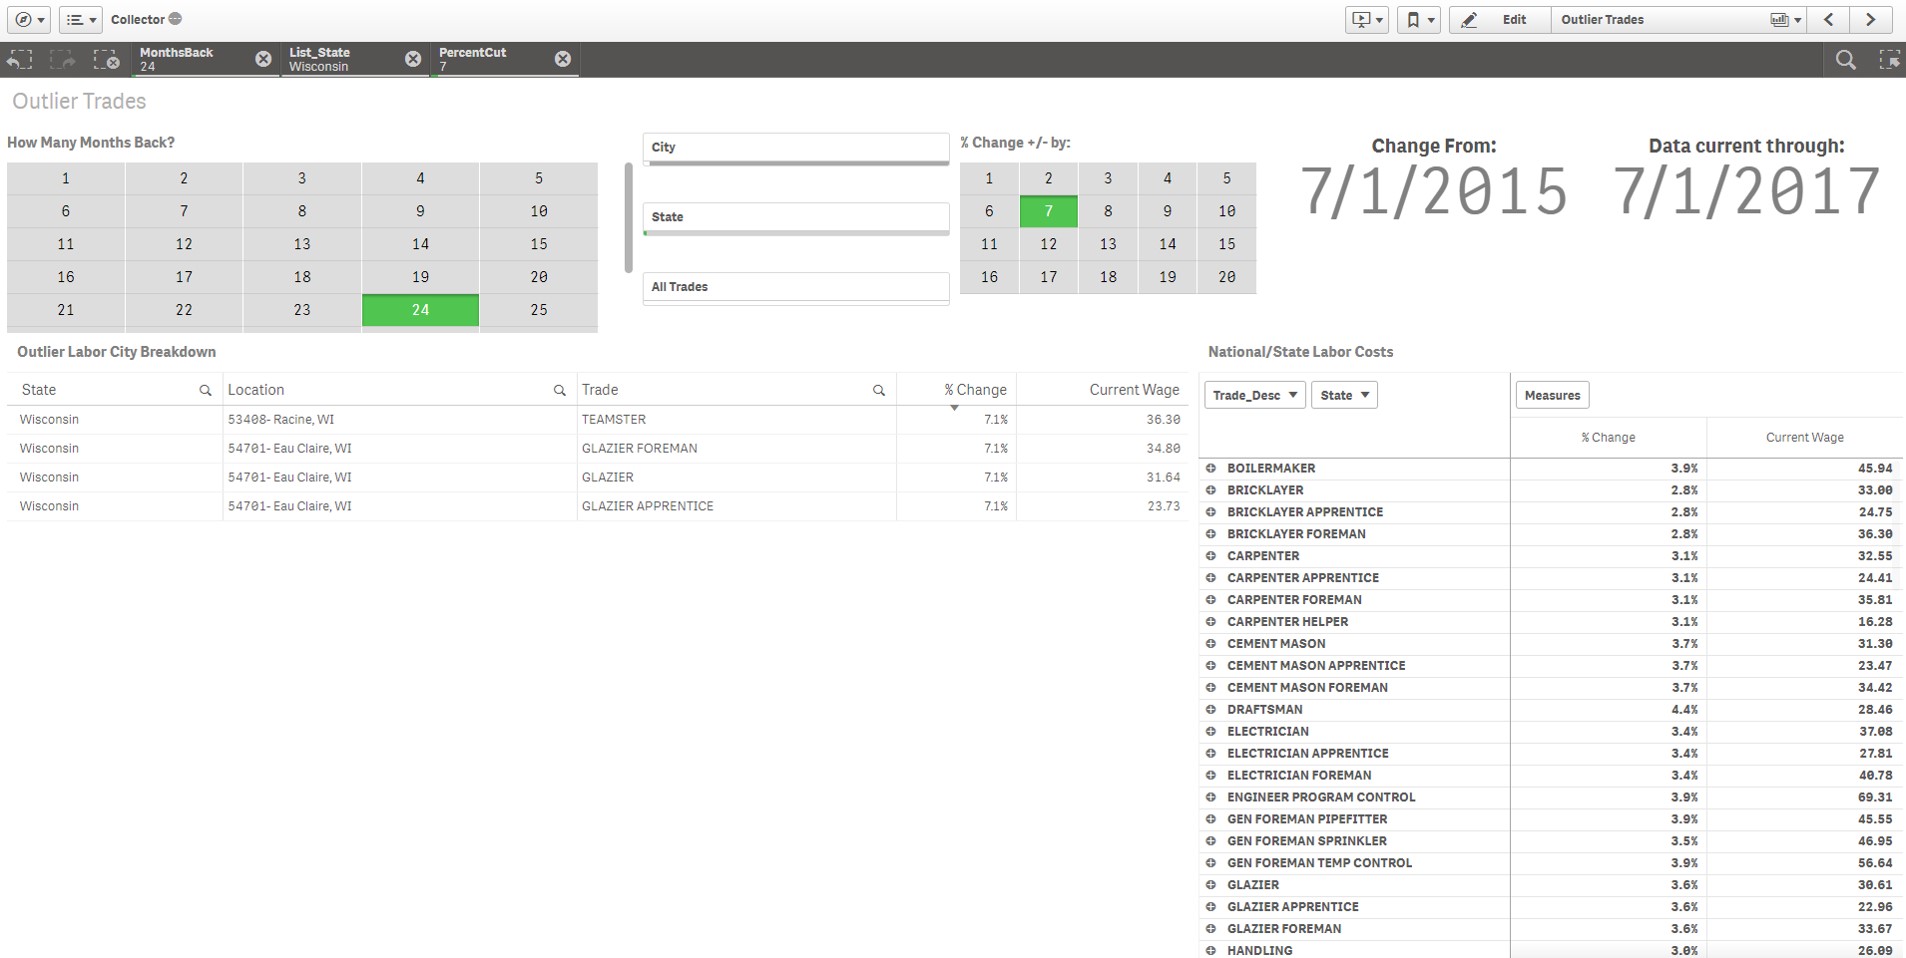 Collector
Edit
Outlier Trades
MonthsBack
24
List_State
Wisconsin
PercentCut
7
Outlier Trades
How Many Months Back?
1 2 3 4 5
6 7 8 9 10
11 12 13 14 15
16 17 18 19 20
21 22 23 24 25
City
State
All Trades
% Change +/- by:
1 2 3 4 5
6 7 8 9 10
11 12 13 14 15
16 17 18 19 20
Change From:
7/1/2015
Data current through:
7/1/2017
Outlier Labor City Breakdown
State Location Trade % Change Current Wage
Wisconsin 53408- Racine, WI TEAMSTER 7.1% 36.30
Wisconsin 54701- Eau Claire, WI GLAZIER FOREMAN 7.1% 34.80
Wisconsin 54701- Eau Claire, WI GLAZIER 7.1% 31.64
Wisconsin 54701- Eau Claire, WI GLAZIER APPRENTICE 7.1% 23.73
National/State Labor Costs
Trade_Desc State Measures
% Change Current Wage
BOILERMAKER 3.9% 45.94
BRICKLAYER 2.8% 33.00
BRICKLAYER APPRENTICE 2.8% 24.75
BRICKLAYER FOREMAN 2.8% 36.30
CARPENTER 3.1% 32.55
CARPENTER APPRENTICE 3.1% 24.41
CARPENTER FOREMAN 3.1% 35.81
CARPENTER HELPER 3.1% 16.28
CEMENT MASON 3.7% 31.30
CEMENT MASON APPRENTICE 3.7% 23.47
CEMENT MASON FOREMAN 3.7% 34.42
DRAFTSMAN 4.4% 28.46
ELECTRICIAN 3.4% 37.08
ELECTRICIAN APPRENTICE 3.4% 27.81
ELECTRICIAN FOREMAN 3.4% 40.78
ENGINEER PROGRAM CONTROL 3.9% 69.31
GEN FOREMAN PIPEFITTER 3.9% 45.55
GEN FOREMAN SPRINKLER 3.5% 46.95
GEN FOREMAN TEMP CONTROL 3.9% 56.64
GLAZIER 3.6% 30.61
GLAZIER APPRENTICE 3.6% 22.96
GLAZIER FOREMAN 3.6% 33.67
HANDLING 3.0% 26.09